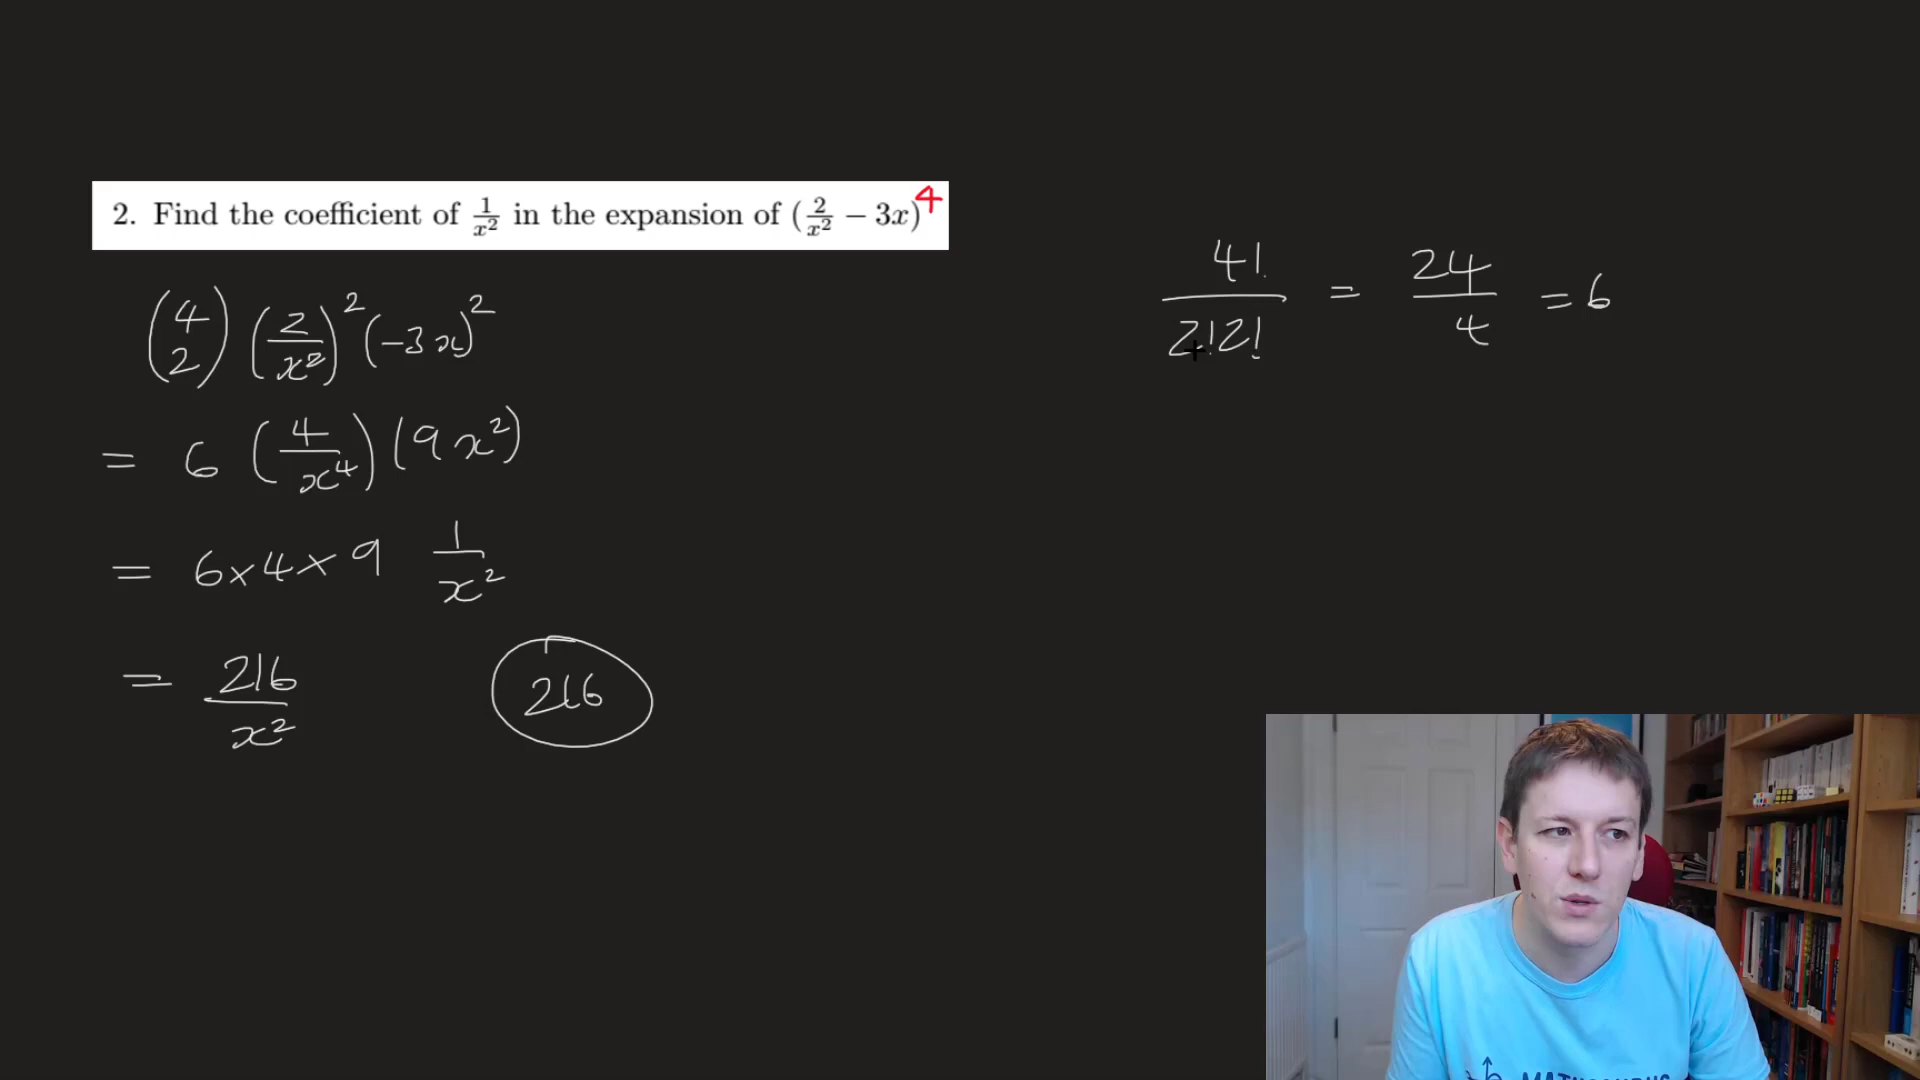 2. Find the coefficient of 1/x² in the expansion of (2/x² − 3x)⁴
(4 2) (2/x²)² (−3x)²
= 6 (4/x⁴) (9x²)
= 6×4×9 1/x²
= 216/x²
216
4!/2!2! = 24/4 = 6